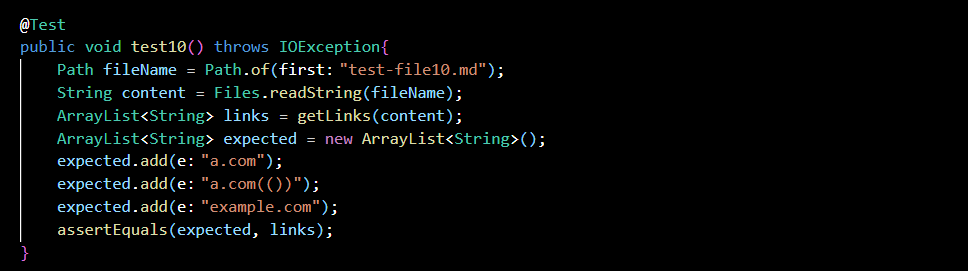 @Test
public void test10() throws IOException{
    Path fileName = Path.of(first: "test-file10.md");
    String content = Files.readString(fileName);
    ArrayList<String> links = getLinks(content);
    ArrayList<String> expected = new ArrayList<String>();
    expected.add(e: "a.com");
    expected.add(e: "a.com(())");
    expected.add(e: "example.com");
    assertEquals(expected, links);
}